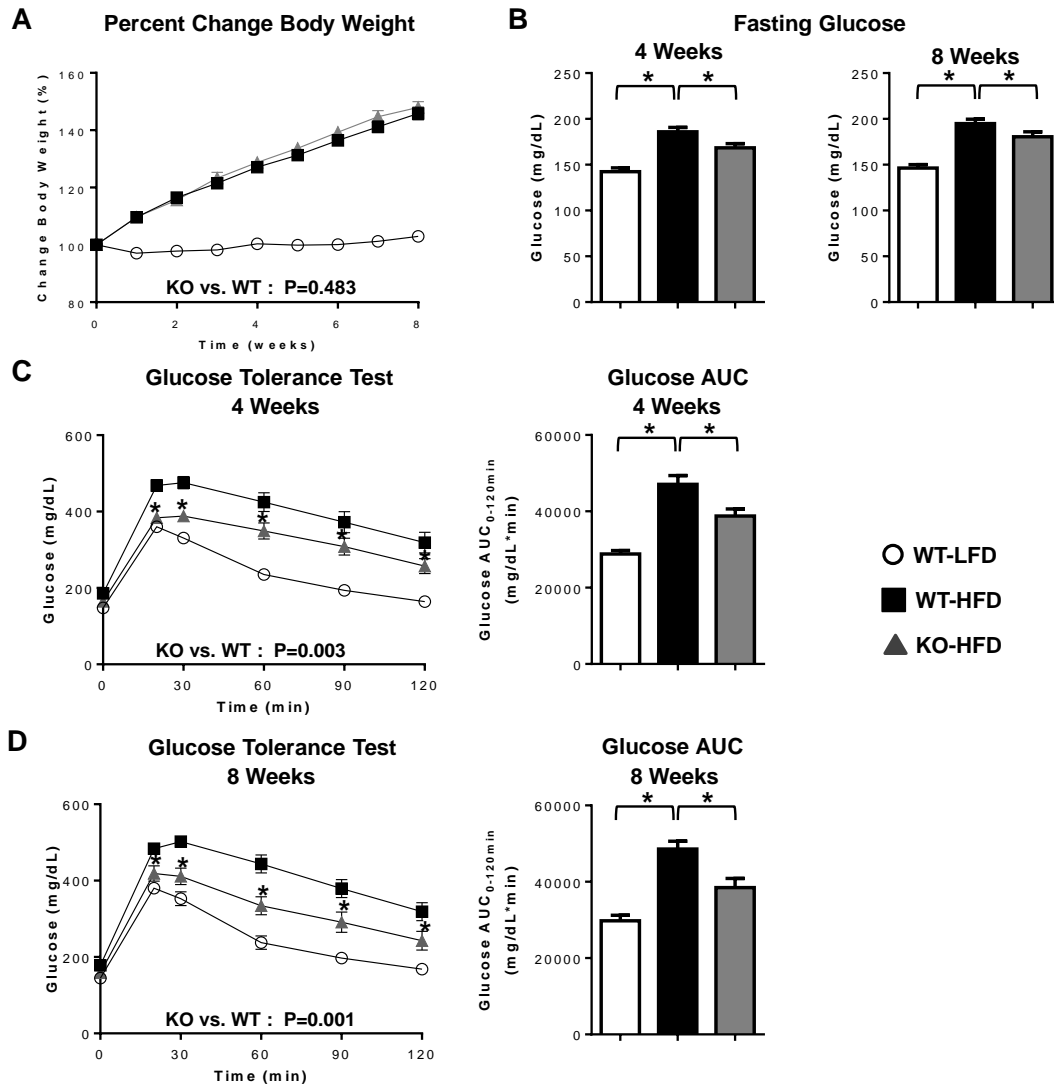 A
Percent Change Body Weight
160
140
120
100
80
Change Body Weight (%)
KO vs. WT : P=0.483
0 2 4 6 8
Time (weeks)
B
Fasting Glucose
4 Weeks
* *
250
200
150
100
50
0
Glucose (mg/dL)
8 Weeks
* *
250
200
150
100
50
0
Glucose (mg/dL)
C
Glucose Tolerance Test
4 Weeks
600
400
200
0
Glucose (mg/dL)
* * * * *
KO vs. WT : P=0.003
0 30 60 90 120
Time (min)
Glucose AUC
4 Weeks
* *
60000
40000
20000
0
Glucose AUC0-120min
(mg/dL*min)
WT-LFD
WT-HFD
KO-HFD
D
Glucose Tolerance Test
8 Weeks
600
400
200
0
Glucose (mg/dL)
* * * * *
KO vs. WT : P=0.001
0 30 60 90 120
Time (min)
Glucose AUC
8 Weeks
* *
60000
40000
20000
0
Glucose AUC0-120min
(mg/dL*min)